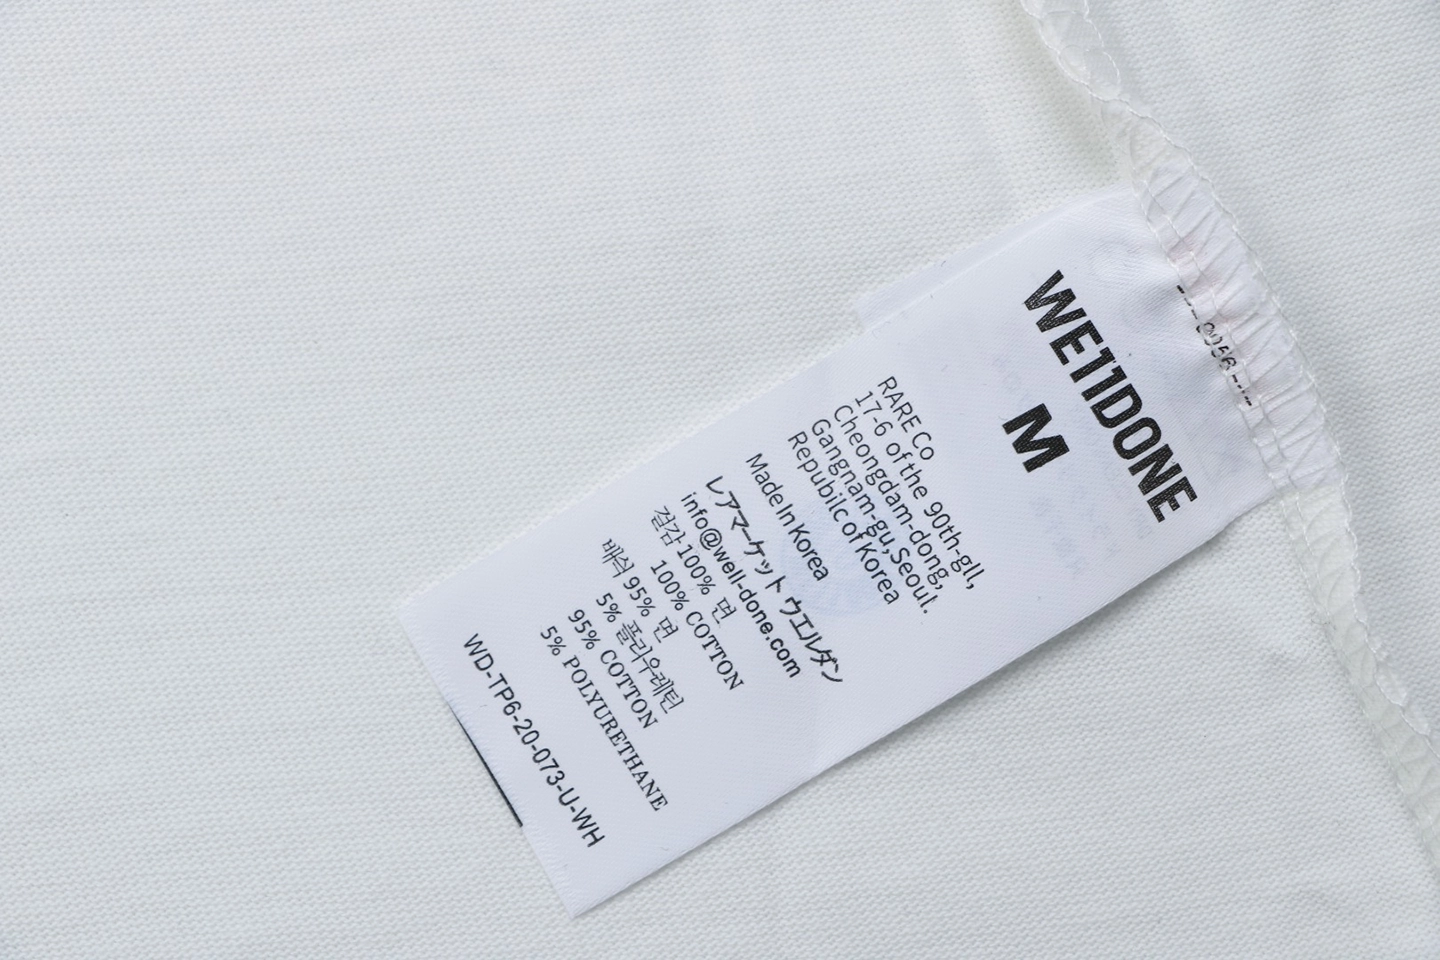 WE11DONE
M
RARE Co
17-6 of the 90th-gll,
Cheongdam-dong,
Gangnam-gu,Seoul.
Repubilc of Korea
Made In Korea
レアマーケット ウエルダン
info@well-done.com
겉감 100% 면
100% COTTON
배색 95% 면
5% 폴리우레탄
95% COTTON
5% POLYURETHANE
WD-TP6-20-073-U-WH